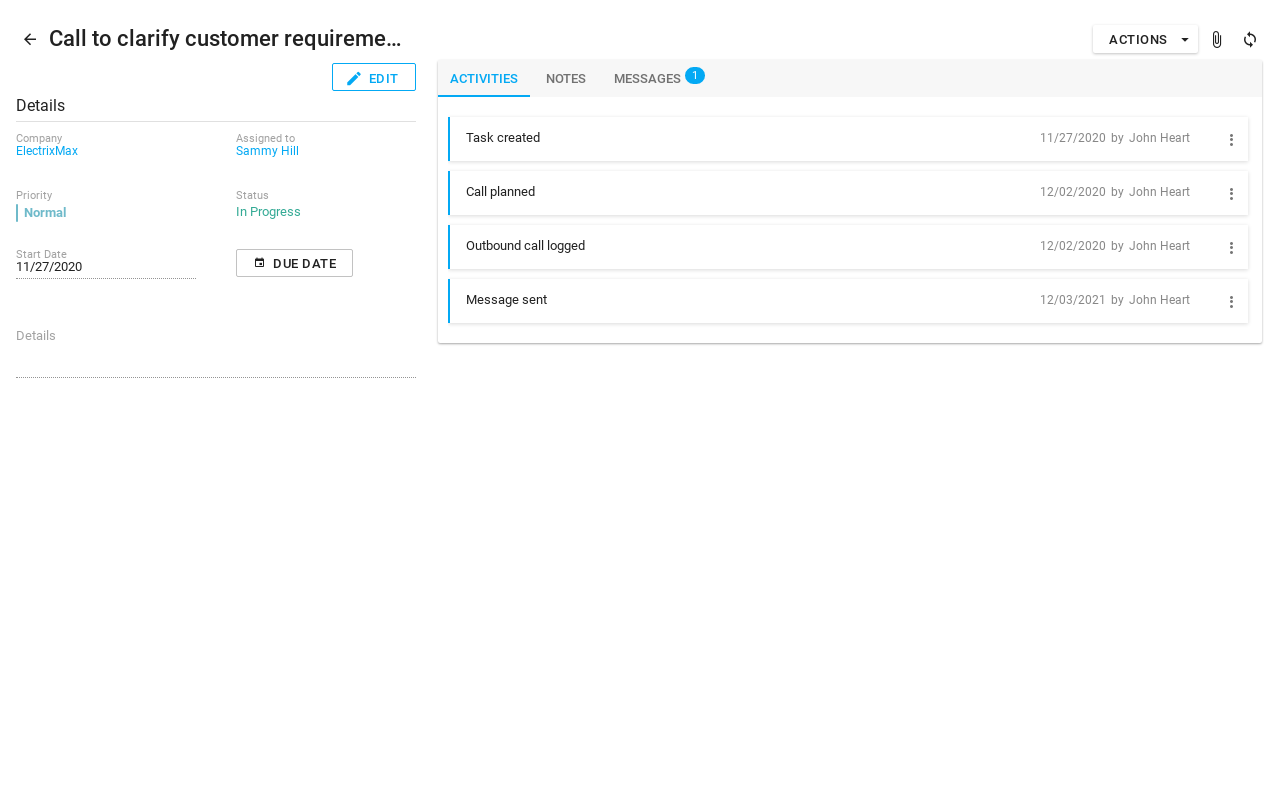 Call to clarify customer requireme...
ACTIONS
EDIT
Details
Company
ElectrixMax
Assigned to
Sammy Hill
Priority
Normal
Status
In Progress
Start Date
11/27/2020
DUE DATE
Details
ACTIVITIES NOTES MESSAGES 1
Task created 11/27/2020 by John Heart
Call planned 12/02/2020 by John Heart
Outbound call logged 12/02/2020 by John Heart
Message sent 12/03/2021 by John Heart